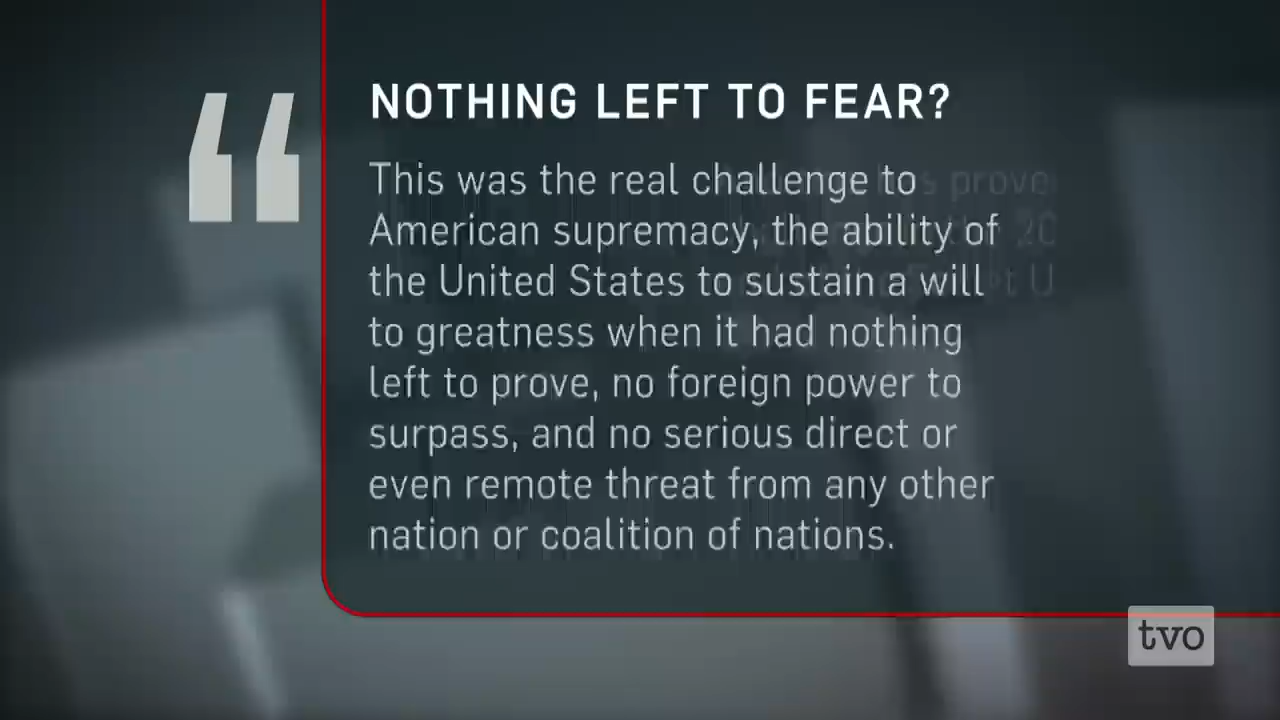 “
NOTHING LEFT TO FEAR?
This was the real challenge to
American supremacy, the ability of
the United States to sustain a will
to greatness when it had nothing
left to prove, no foreign power to
surpass, and no serious direct or
even remote threat from any other
nation or coalition of nations.
tvo